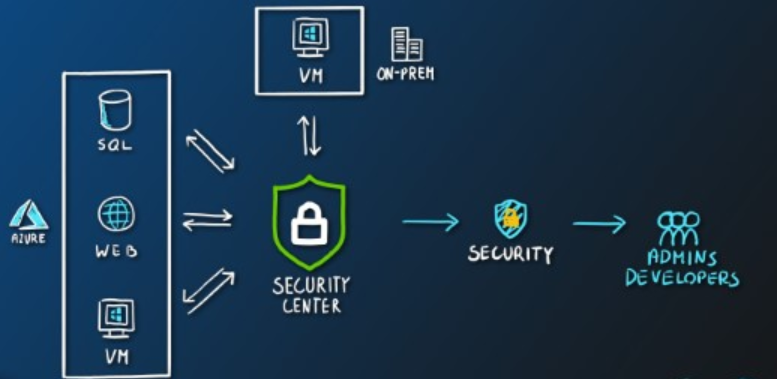 VM
ON-PREM
SQL
AZURE
WEB
VM
SECURITY
CENTER
SECURITY
ADMINS
DEVELOPERS